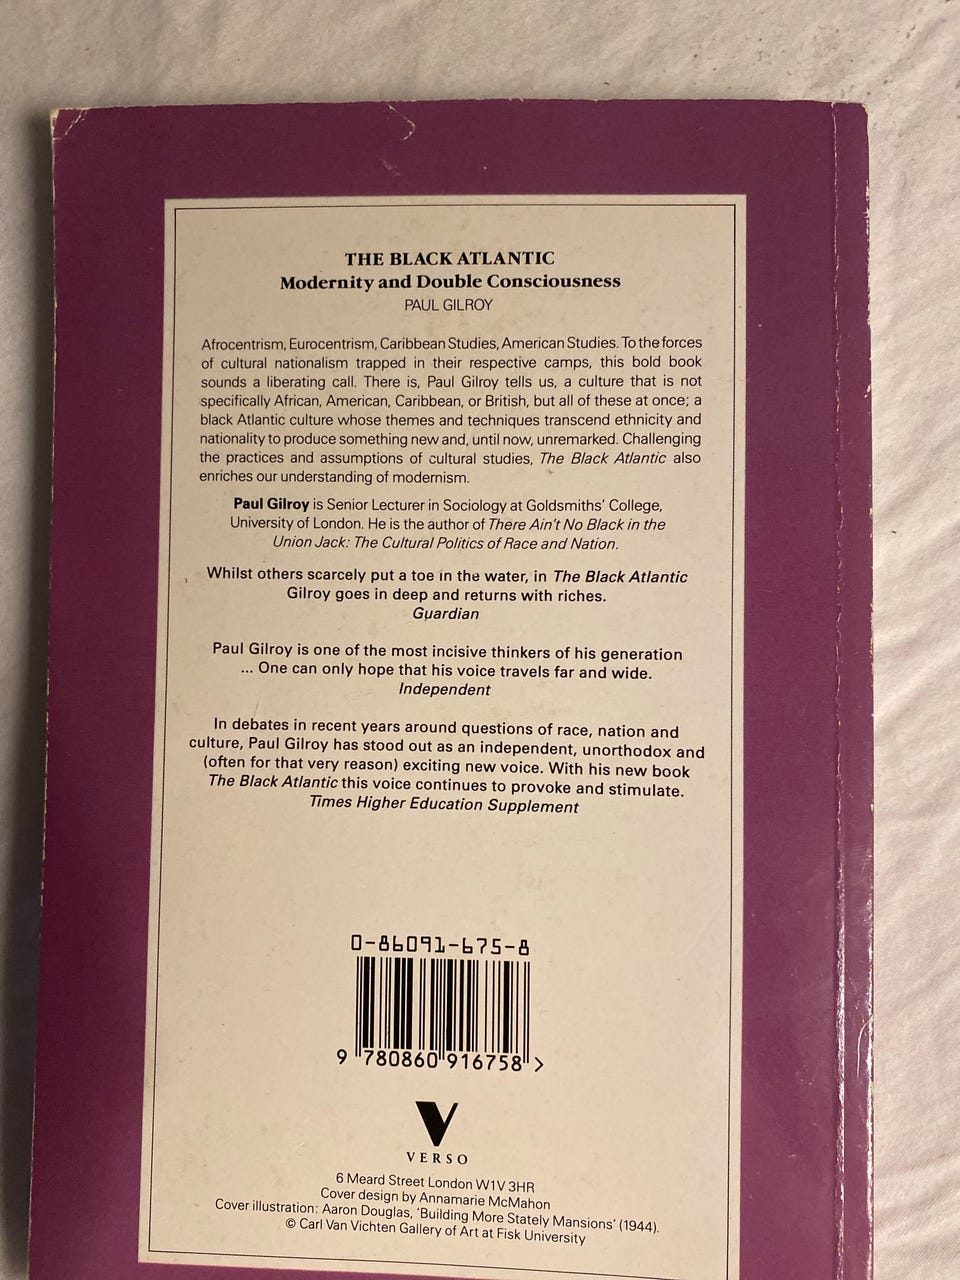 THE BLACK ATLANTIC
Modernity and Double Consciousness
PAUL GILROY
Afrocentrism, Eurocentrism, Caribbean Studies, American Studies. To the forces
of cultural nationalism trapped in their respective camps, this bold book
sounds a liberating call. There is, Paul Gilroy tells us, a culture that is not
specifically African, American, Caribbean, or British, but all of these at once; a
black Atlantic culture whose themes and techniques transcend ethnicity and
nationality to produce something new and, until now, unremarked. Challenging
the practices and assumptions of cultural studies, The Black Atlantic also
enriches our understanding of modernism.
Paul Gilroy is Senior Lecturer in Sociology at Goldsmiths' College,
University of London. He is the author of There Ain't No Black in the
Union Jack: The Cultural Politics of Race and Nation.
Whilst others scarcely put a toe in the water, in The Black Atlantic
Gilroy goes in deep and returns with riches.
Guardian
Paul Gilroy is one of the most incisive thinkers of his generation
... One can only hope that his voice travels far and wide.
Independent
In debates in recent years around questions of race, nation and
culture, Paul Gilroy has stood out as an independent, unorthodox and
(often for that very reason) exciting new voice. With his new book
The Black Atlantic this voice continues to provoke and stimulate.
Times Higher Education Supplement
0-86091-675-8
9 780860 916758 >
VERSO
6 Meard Street London W1V 3HR
Cover design by Annamarie McMahon
Cover illustration: Aaron Douglas, 'Building More Stately Mansions' (1944).
© Carl Van Vichten Gallery of Art at Fisk University